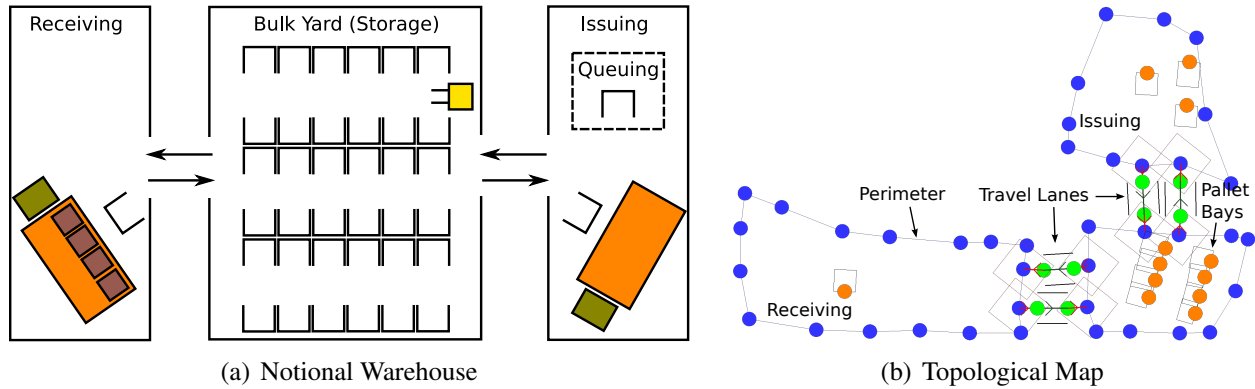 Receiving
Bulk Yard (Storage)
Issuing
Queuing
(a) Notional Warehouse
Issuing
Perimeter
Travel Lanes
Pallet
Bays
Receiving
(b) Topological Map